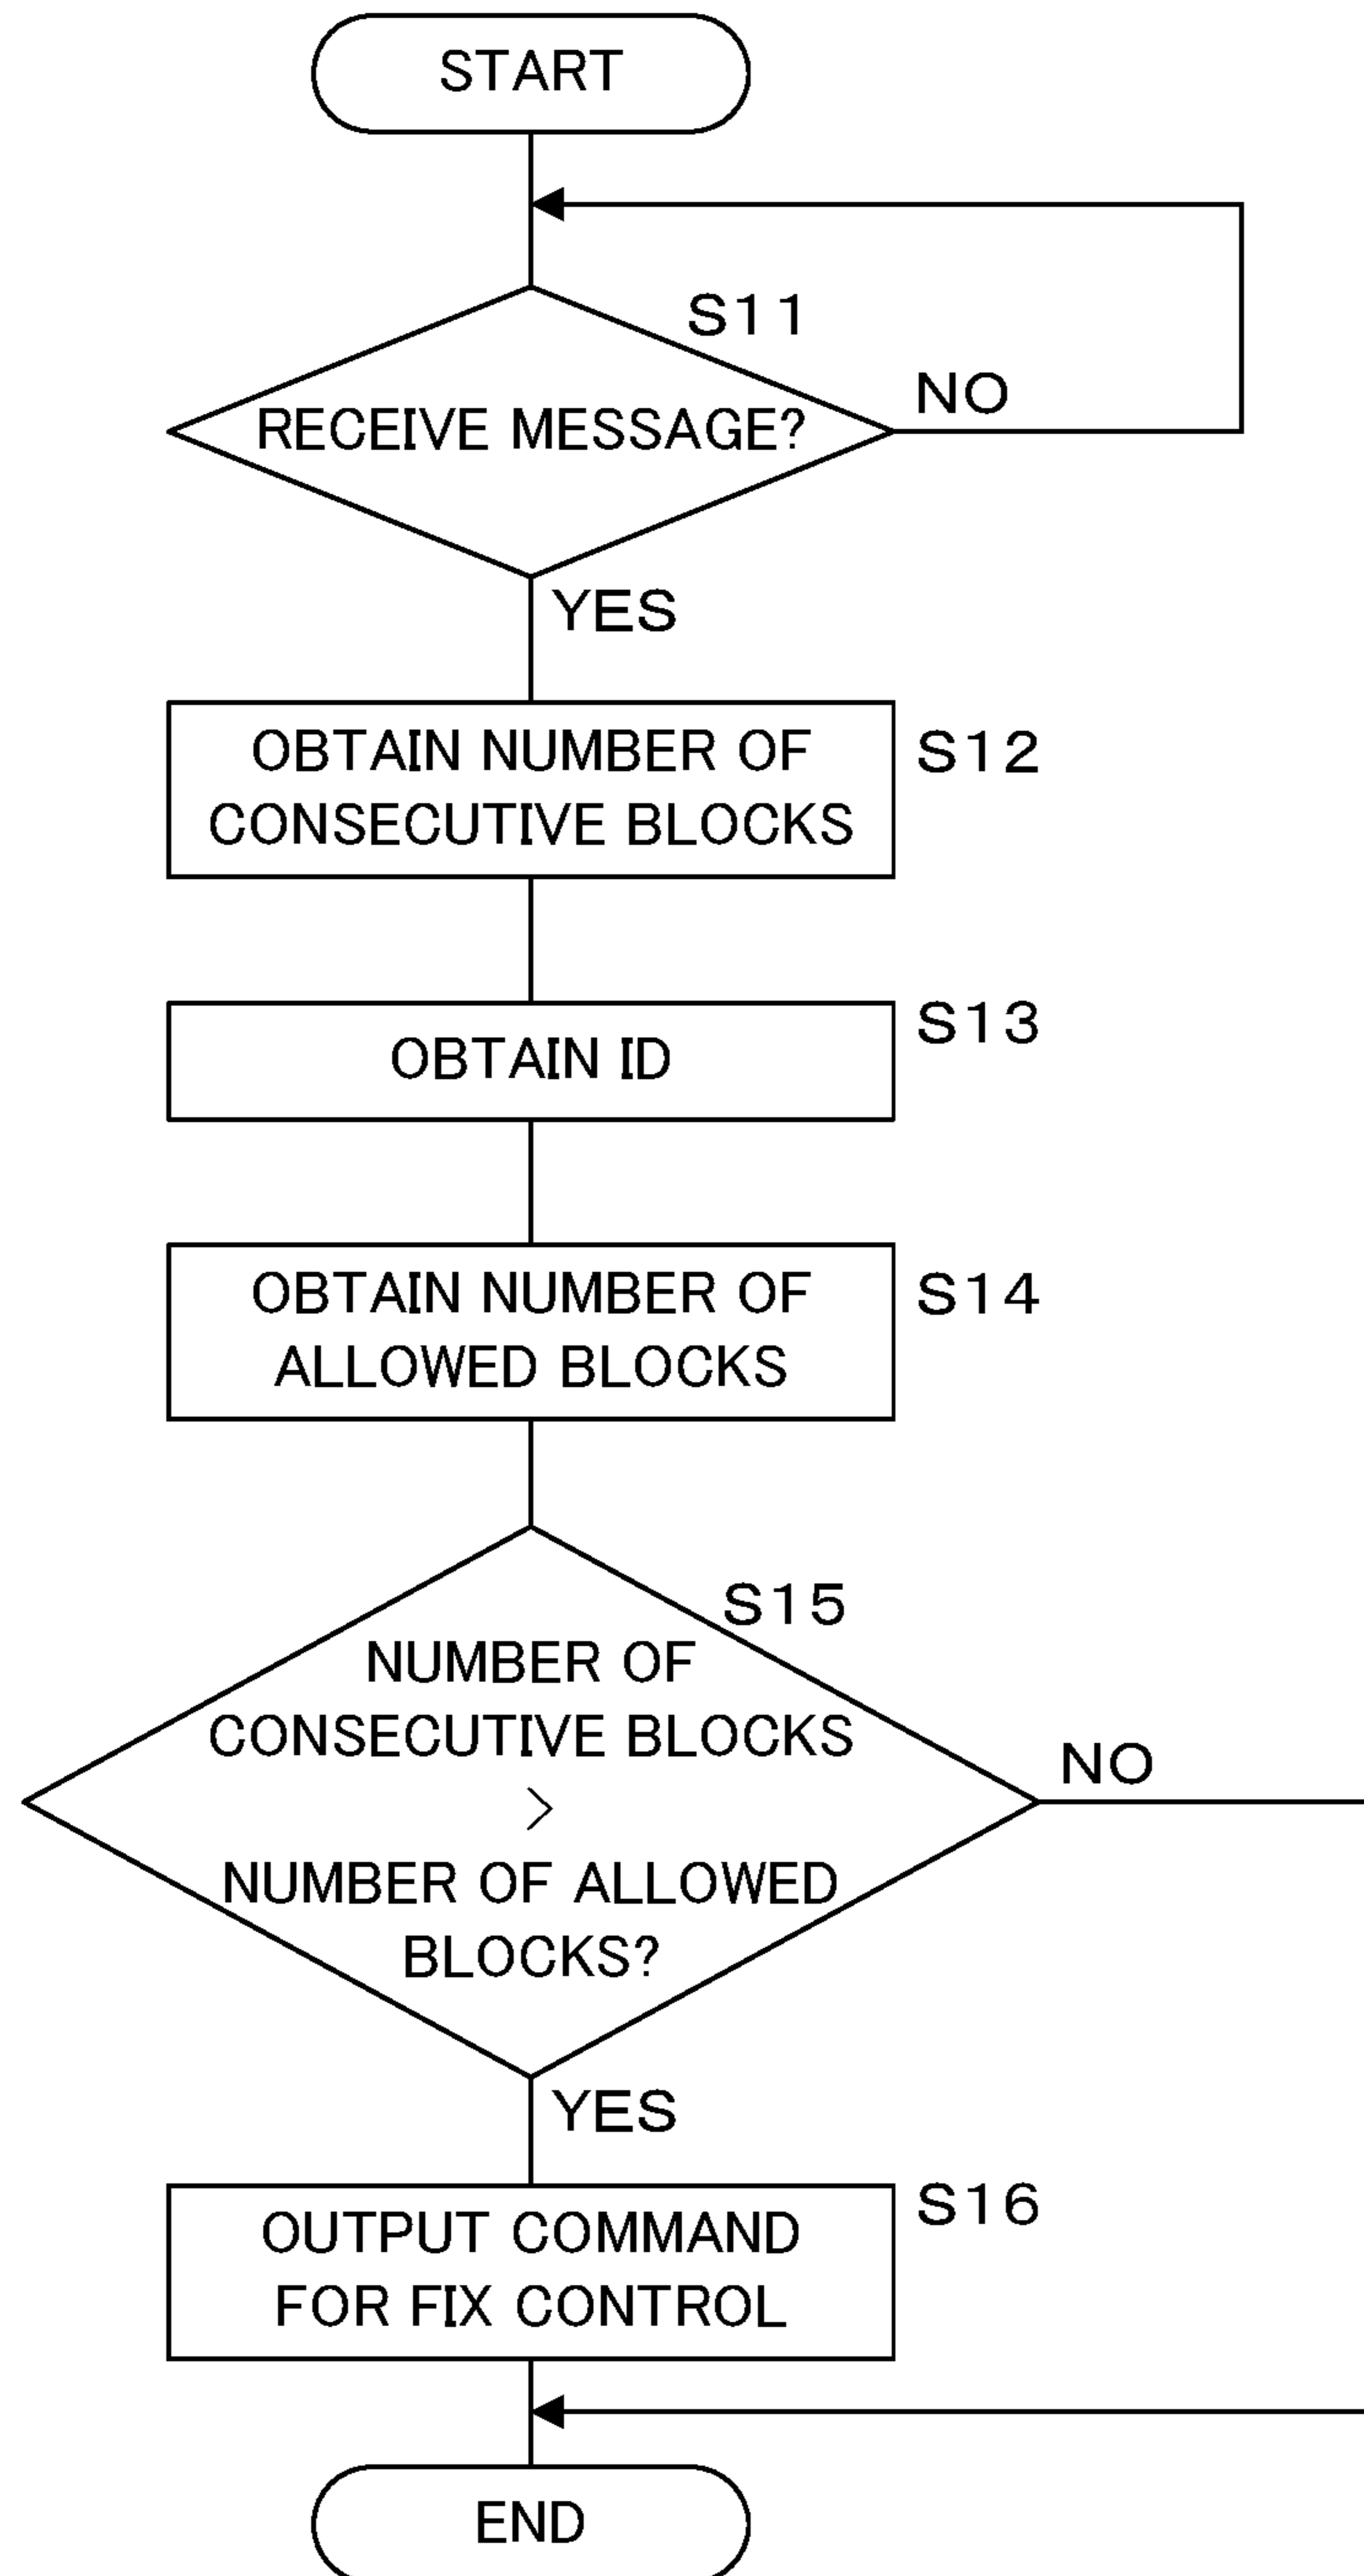 START
S11
NO
RECEIVE MESSAGE?
YES
OBTAIN NUMBER OF
CONSECUTIVE BLOCKS
S12
OBTAIN ID
S13
OBTAIN NUMBER OF
ALLOWED BLOCKS
S14
S15
NUMBER OF
CONSECUTIVE BLOCKS
>
NUMBER OF ALLOWED
BLOCKS?
NO
YES
OUTPUT COMMAND
FOR FIX CONTROL
S16
END